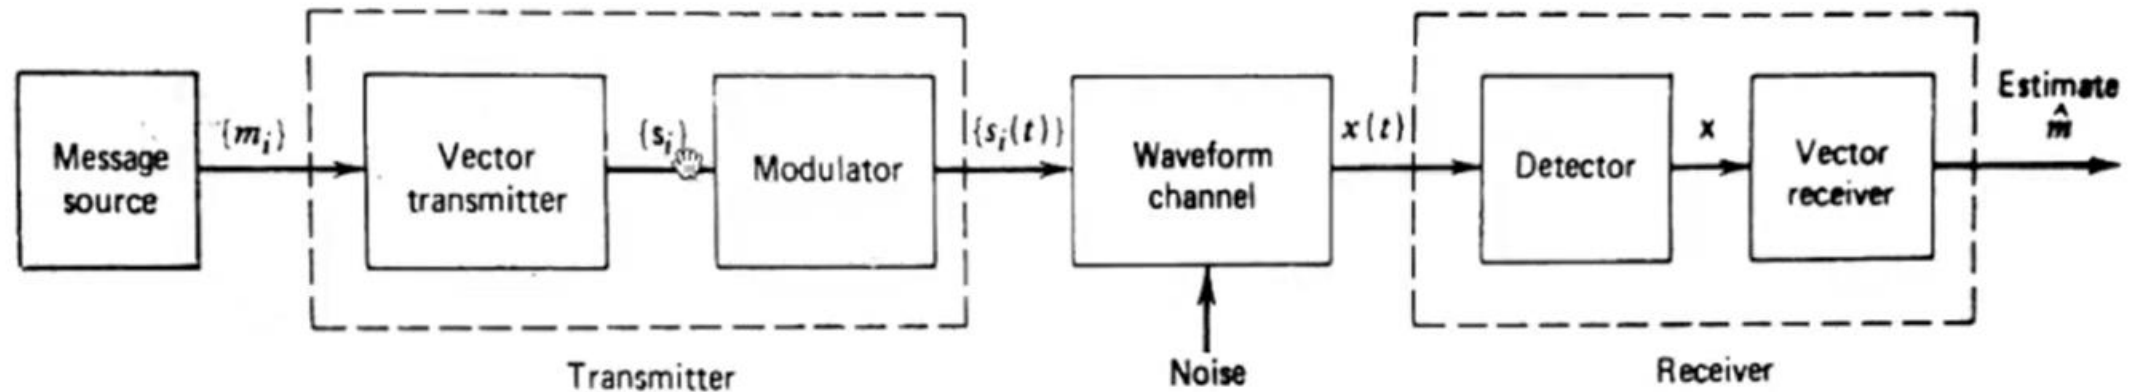 Message
source
{m_i}
Vector
transmitter
{s_i}
Modulator
{s_i(t)}
Waveform
channel
x(t)
Detector
x
Vector
receiver
Estimate
m̂
Transmitter
Noise
Receiver